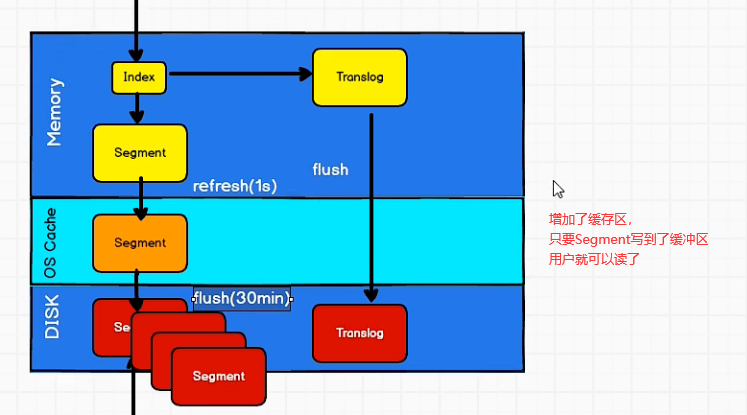 Memory
Index
Translog
Segment
flush
refresh(1s)
OS Cache
Segment
增加了缓存区，
只要Segment写到了缓冲区
用户就可以读了
DISK
flush(30min)
Se
Translog
Segment